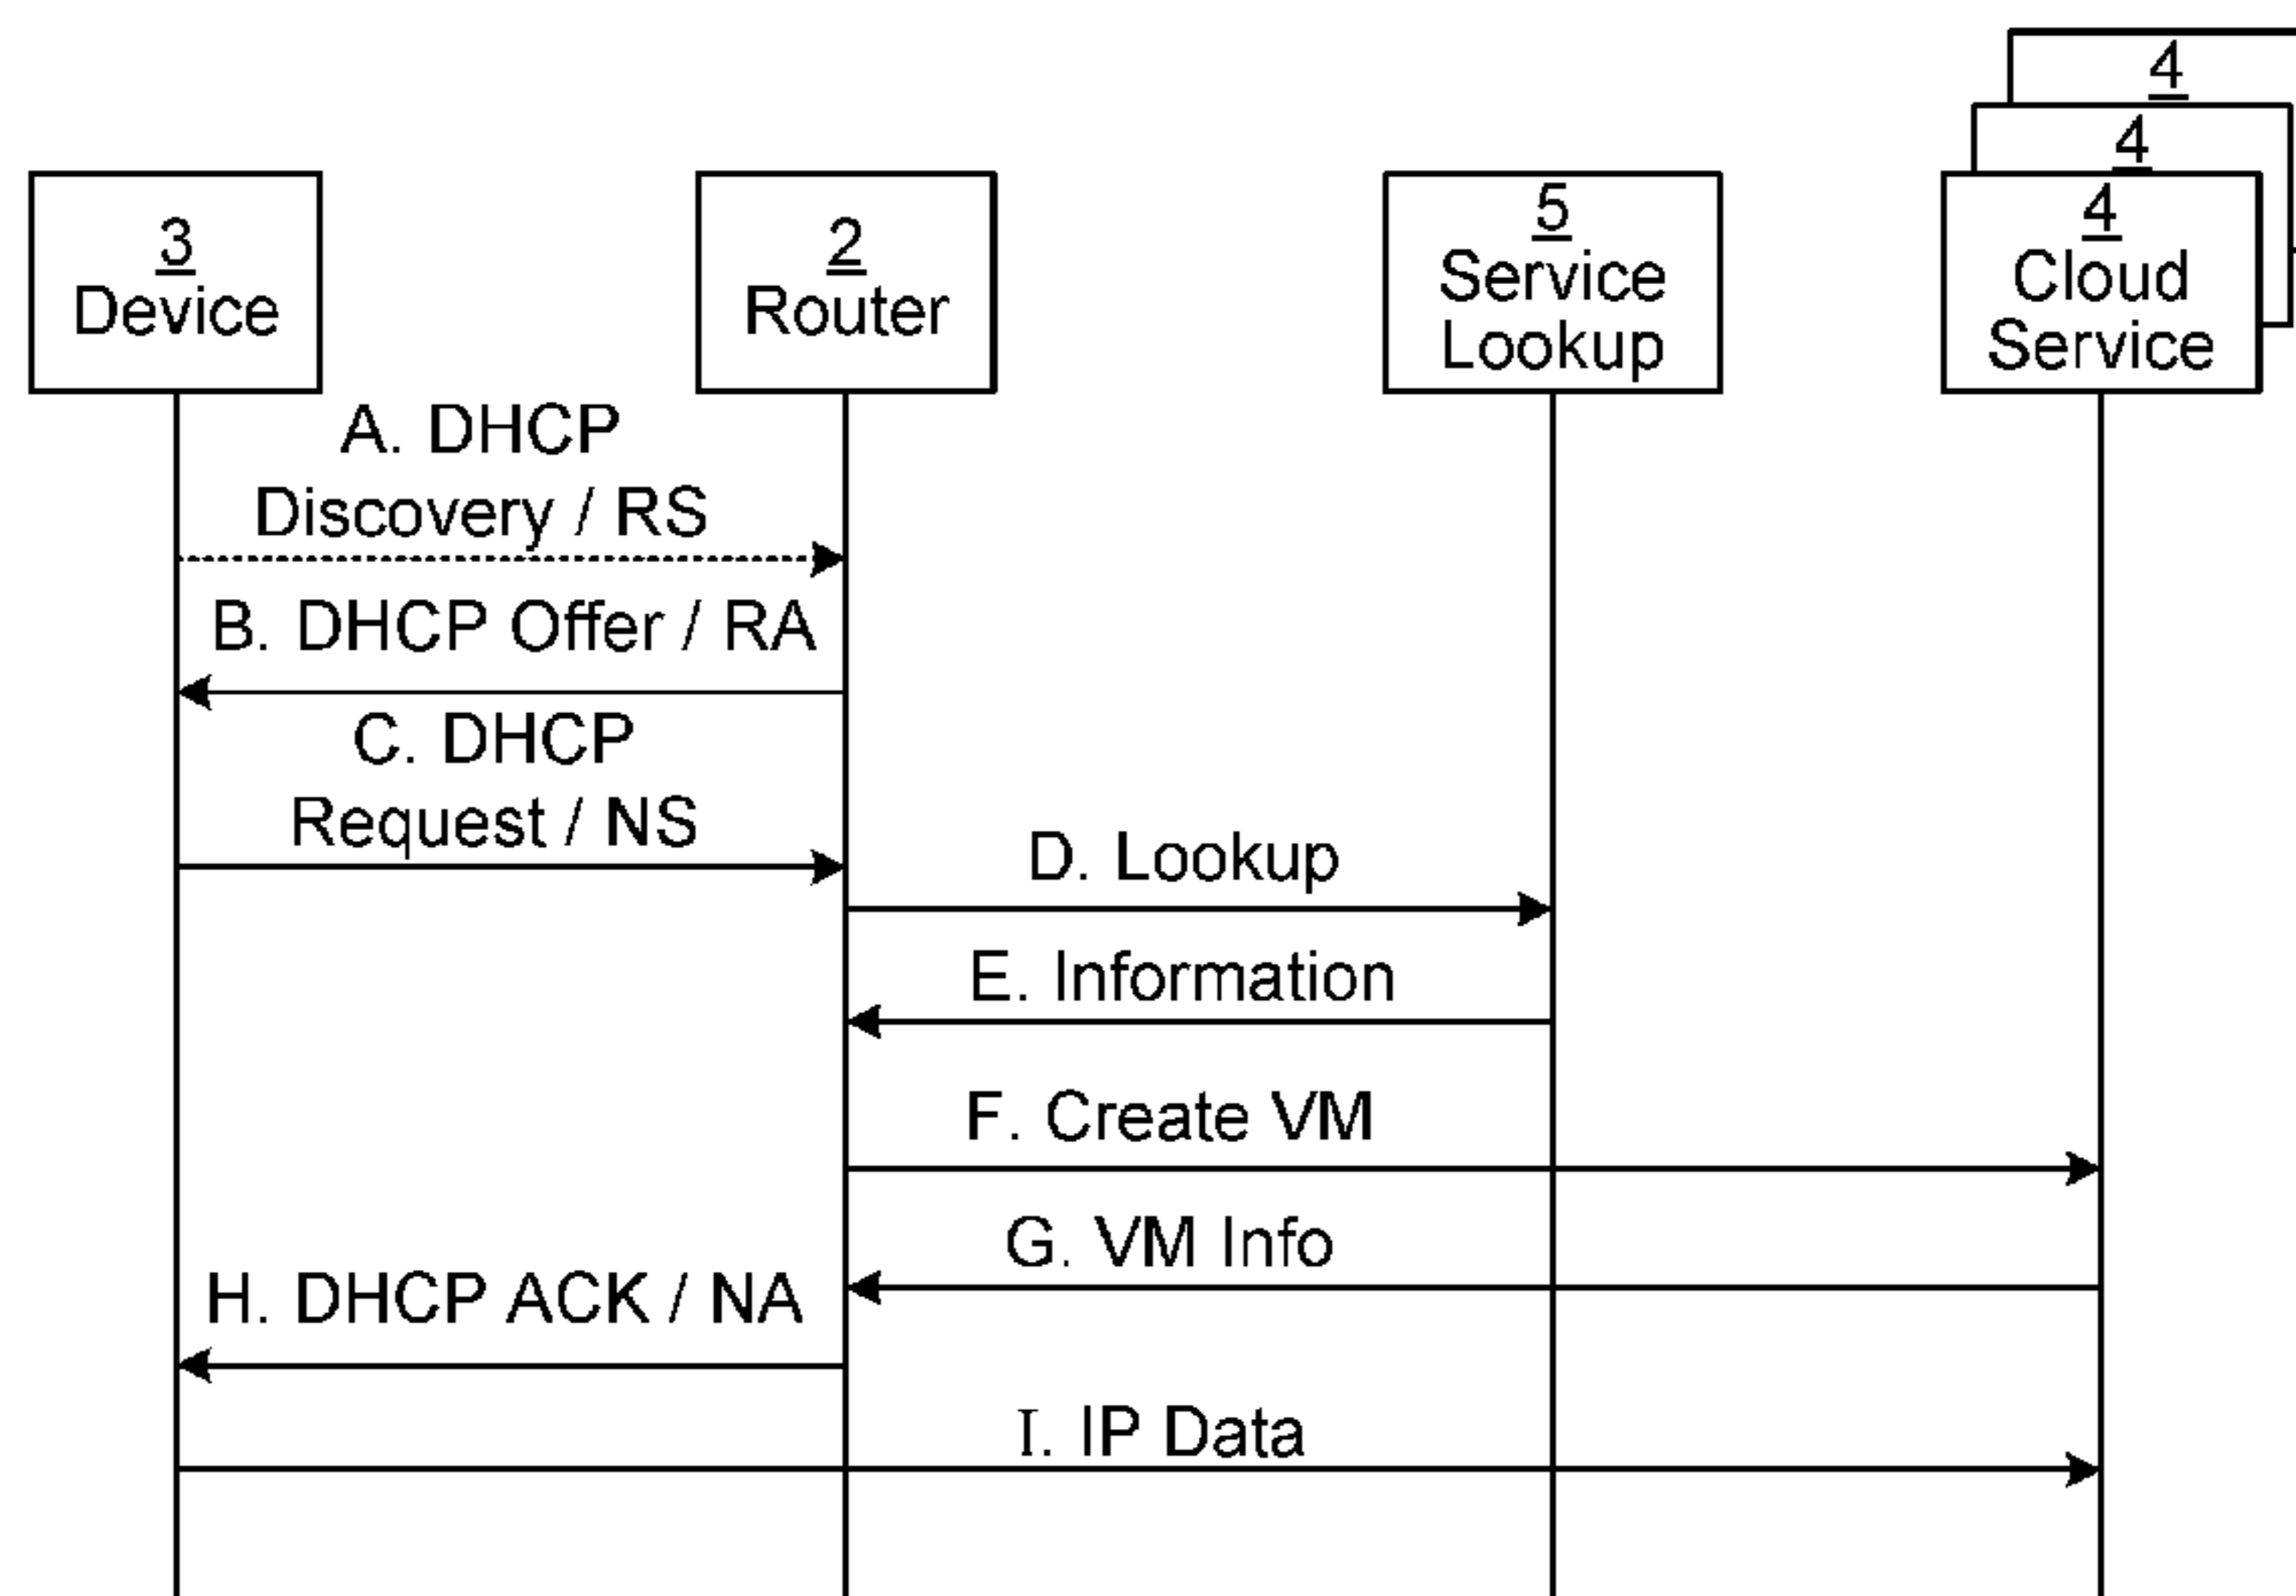 4
4
3
Device
2
Router
5
Service
Lookup
4
Cloud
Service
A. DHCP
Discovery / RS
B. DHCP Offer / RA
C. DHCP
Request / NS
D. Lookup
E. Information
F. Create VM
G. VM Info
H. DHCP ACK / NA
I. IP Data